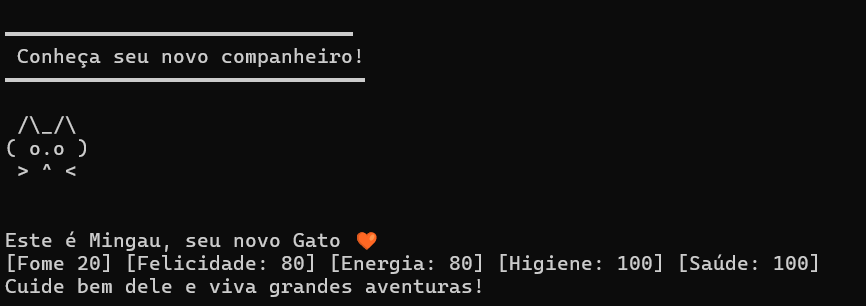 Conheça seu novo companheiro!
 /\_/\
( o.o )
 > ^ <
Este é Mingau, seu novo Gato 🧡
[Fome 20] [Felicidade: 80] [Energia: 80] [Higiene: 100] [Saúde: 100]
Cuide bem dele e viva grandes aventuras!